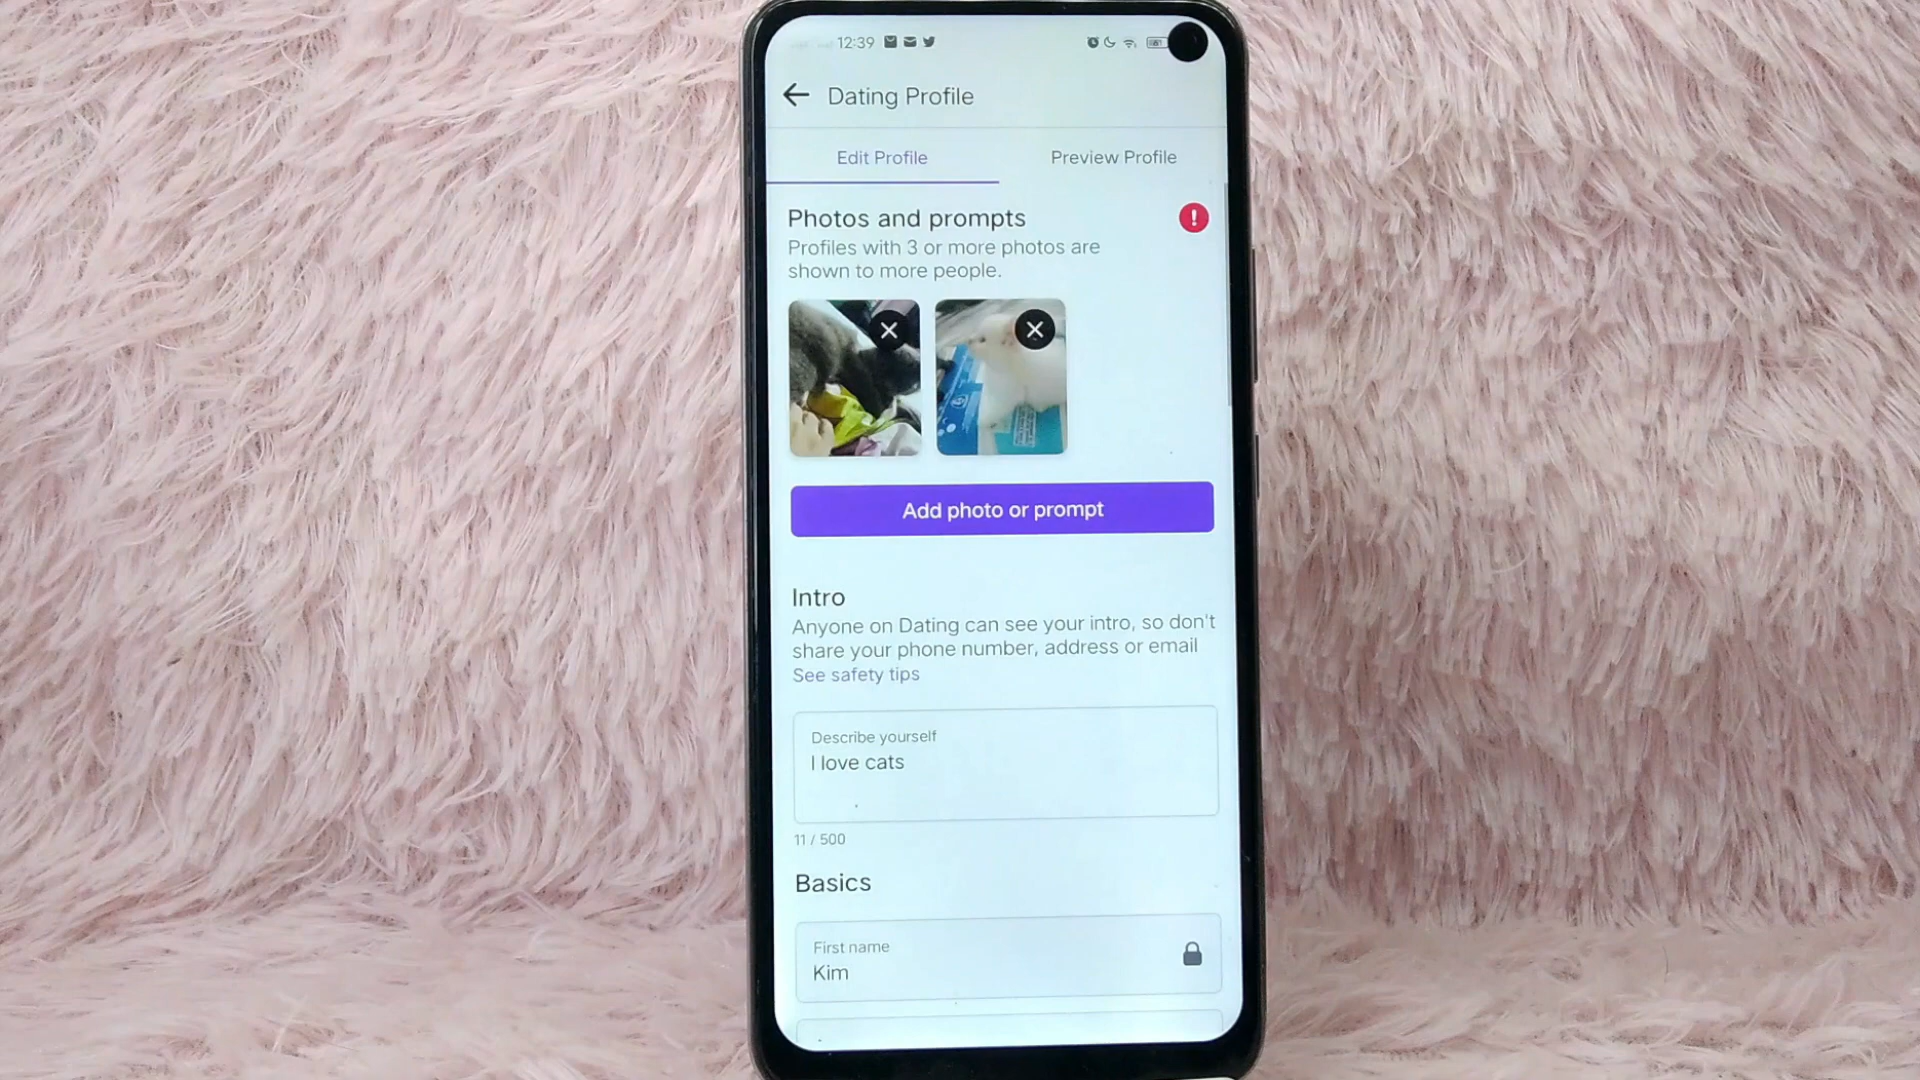 12:39
Dating Profile
Edit Profile
Preview Profile
Photos and prompts
Profiles with 3 or more photos are
shown to more people.
Add photo or prompt
Intro
Anyone on Dating can see your intro, so don't
share your phone number, address or email
See safety tips
Describe yourself
I love cats
11 / 500
Basics
First name
Kim